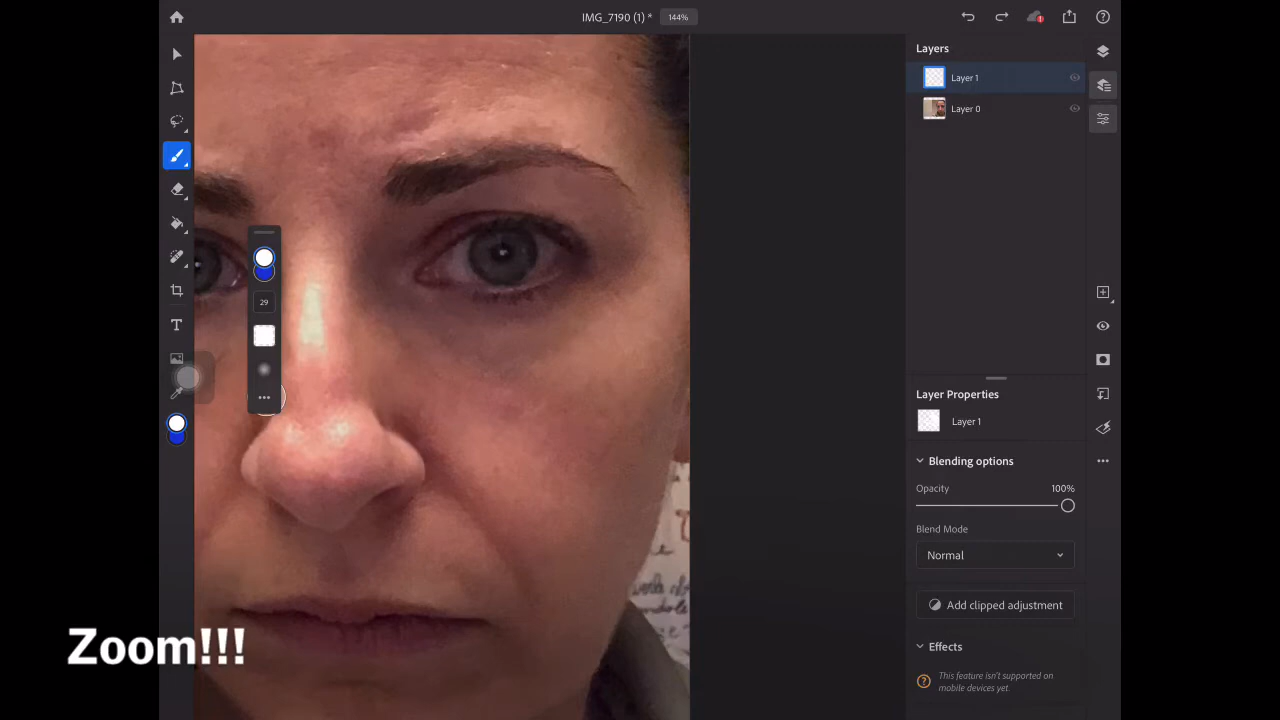 IMG_7190 (1) *
144%
Layers
Layer 1
Layer 0
29
T
Layer Properties
Layer 1
Blending options
Opacity
100%
Blend Mode
Normal
Add clipped adjustment
Effects
This feature isn't supported on
mobile devices yet.
Zoom!!!